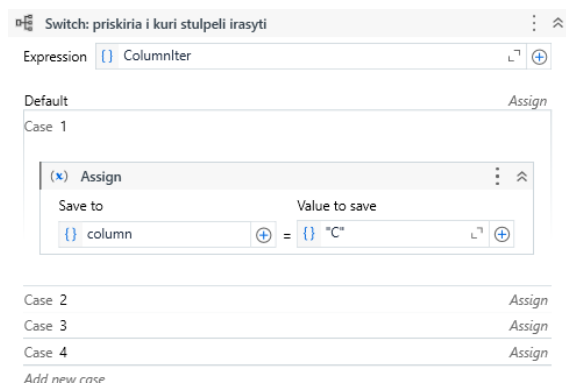 Switch: priskiria i kuri stulpeli irasyti
Expression {} ColumnIter
Default Assign
Case 1
(x) Assign
Save to Value to save
{} column = {} "C"
Case 2 Assign
Case 3 Assign
Case 4 Assign
Add new case